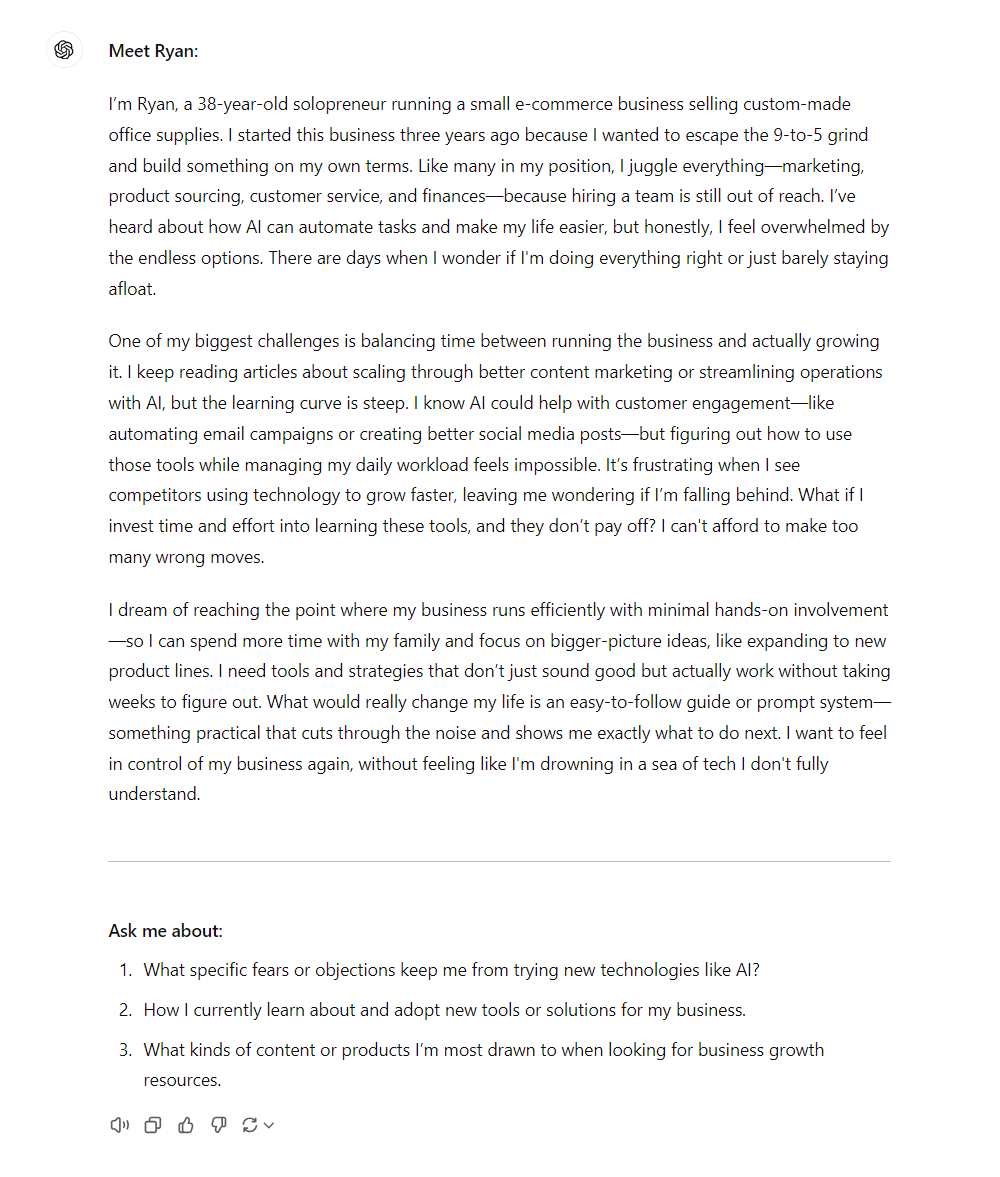 Meet Ryan:
I’m Ryan, a 38-year-old solopreneur running a small e-commerce business selling custom-made
office supplies. I started this business three years ago because I wanted to escape the 9-to-5 grind
and build something on my own terms. Like many in my position, I juggle everything—marketing,
product sourcing, customer service, and finances—because hiring a team is still out of reach. I’ve
heard about how AI can automate tasks and make my life easier, but honestly, I feel overwhelmed by
the endless options. There are days when I wonder if I'm doing everything right or just barely staying
afloat.
One of my biggest challenges is balancing time between running the business and actually growing
it. I keep reading articles about scaling through better content marketing or streamlining operations
with AI, but the learning curve is steep. I know AI could help with customer engagement—like
automating email campaigns or creating better social media posts—but figuring out how to use
those tools while managing my daily workload feels impossible. It’s frustrating when I see
competitors using technology to grow faster, leaving me wondering if I’m falling behind. What if I
invest time and effort into learning these tools, and they don’t pay off? I can't afford to make too
many wrong moves.
I dream of reaching the point where my business runs efficiently with minimal hands-on involvement
—so I can spend more time with my family and focus on bigger-picture ideas, like expanding to new
product lines. I need tools and strategies that don’t just sound good but actually work without taking
weeks to figure out. What would really change my life is an easy-to-follow guide or prompt system—
something practical that cuts through the noise and shows me exactly what to do next. I want to feel
in control of my business again, without feeling like I'm drowning in a sea of tech I don't fully
understand.
Ask me about:
1. What specific fears or objections keep me from trying new technologies like AI?
2. How I currently learn about and adopt new tools or solutions for my business.
3. What kinds of content or products I’m most drawn to when looking for business growth
resources.